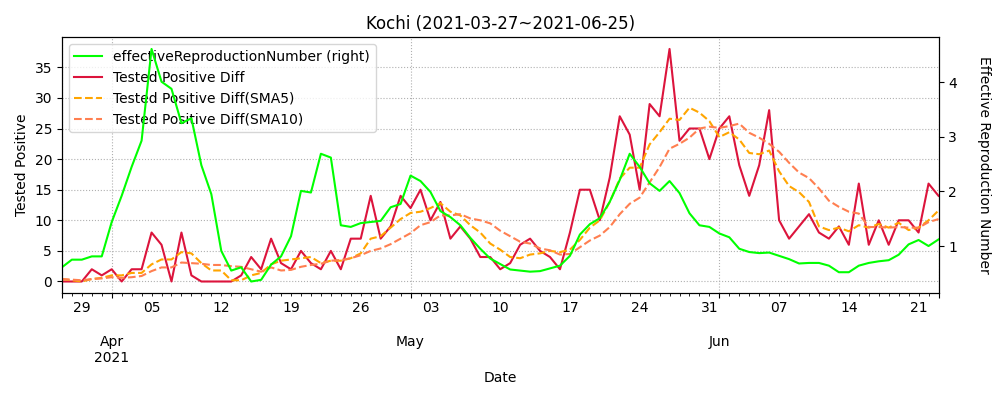 Kochi (2021-03-27~2021-06-25)
effectiveReproductionNumber (right)
Tested Positive Diff
Tested Positive Diff(SMA5)
Tested Positive Diff(SMA10)
Tested Positive
35
30
25
20
15
10
5
0
4
3
2
1
Effective Reproduction Number
29 05 12 19 26 03 10 17 24 31 07 14 21
Apr May Jun
2021
Date